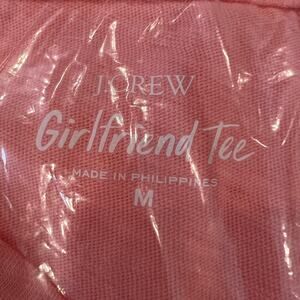 J.CREW
Girlfriend Tee
MADE IN PHILIPPINES
M